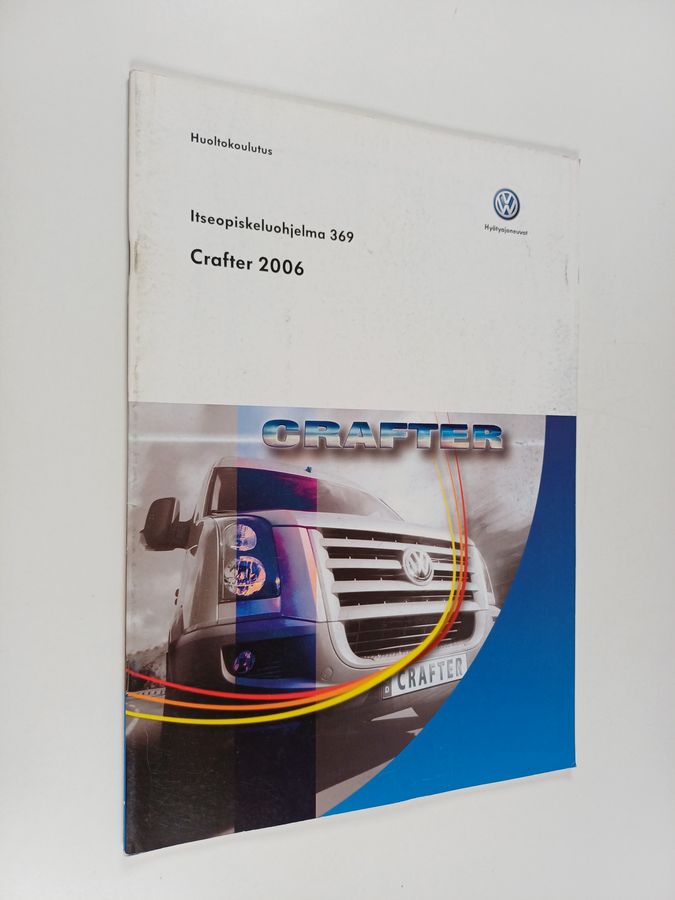 Huoltokoulutus
Itseopiskeluohjelma 369
Hyötyajoneuvot
Crafter 2006
CRAFTER
D CRAFTER